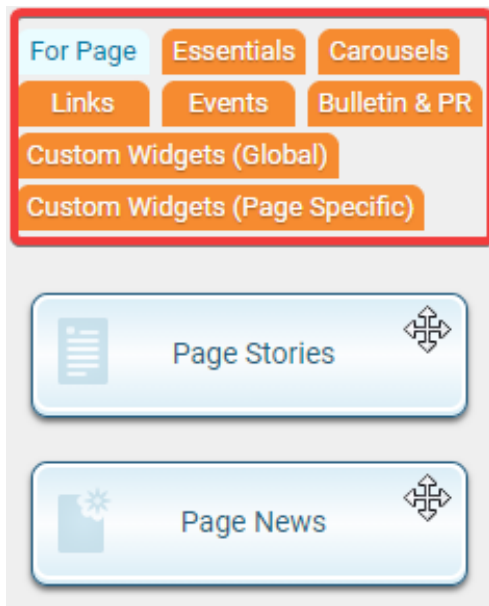 For Page Essentials Carousels
Links Events Bulletin & PR
Custom Widgets (Global)
Custom Widgets (Page Specific)
Page Stories
Page News